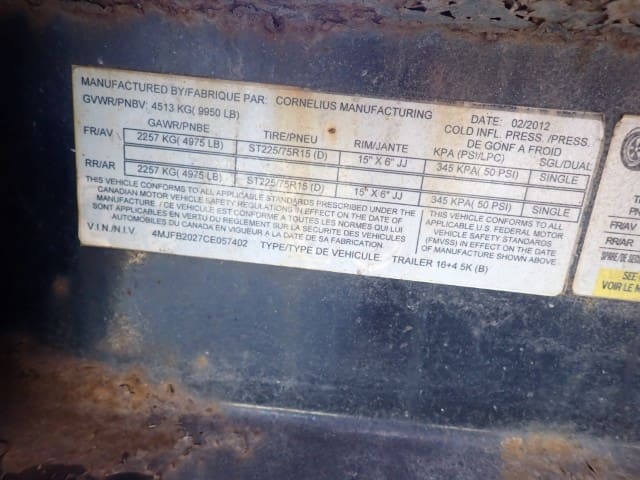 MANUFACTURED BY/FABRIQUE PAR: CORNELIUS MANUFACTURING DATE: 02/2012
GVWR/PNBV: 4513 KG( 9950 LB) COLD INFL. PRESS./PRESS.
GAWR/PNBE TIRE/PNEU RIM/JANTE DE GONF A FROID
KPA (PSI/LPC) SGL/DUAL
FR/AV 2257 KG( 4975 LB) ST225/75R15 (D) 15" X 6" JJ 345 KPA( 50 PSI) SINGLE
RR/AR 2257 KG( 4975 LB) ST225/75R15 (D) 15" X 6" JJ 345 KPA( 50 PSI) SINGLE
THIS VEHICLE CONFORMS TO ALL APPLICABLE STANDARDS PRESCRIBED UNDER THE
CANADIAN MOTOR VEHICLE SAFETY REGULATIONS IN EFFECT ON THE DATE OF
MANUFACTURE / CE VEHICULE EST CONFORME A TOUTES LES NORMES QUI LUI
SONT APPLICABLES EN VERTU DU REGLEMENT SUR LA SECURITE DES VEHICULES
AUTOMOBILES DU CANADA EN VIGUEUR A LA DATE DE SA FABRICATION
THIS VEHICLE CONFORMS TO ALL
APPLICABLE U.S. FEDERAL MOTOR
VEHICLE SAFETY STANDARDS
(FMVSS) IN EFFECT ON THE DATE
OF MANUFACTURE SHOWN ABOVE
V.I.N./N.I.V. 4MJFB2027CE057402 TYPE/TYPE DE VEHICULE. TRAILER 16+4 5K (B)
FR/AV
RR/AR
SEE
VOIR LE